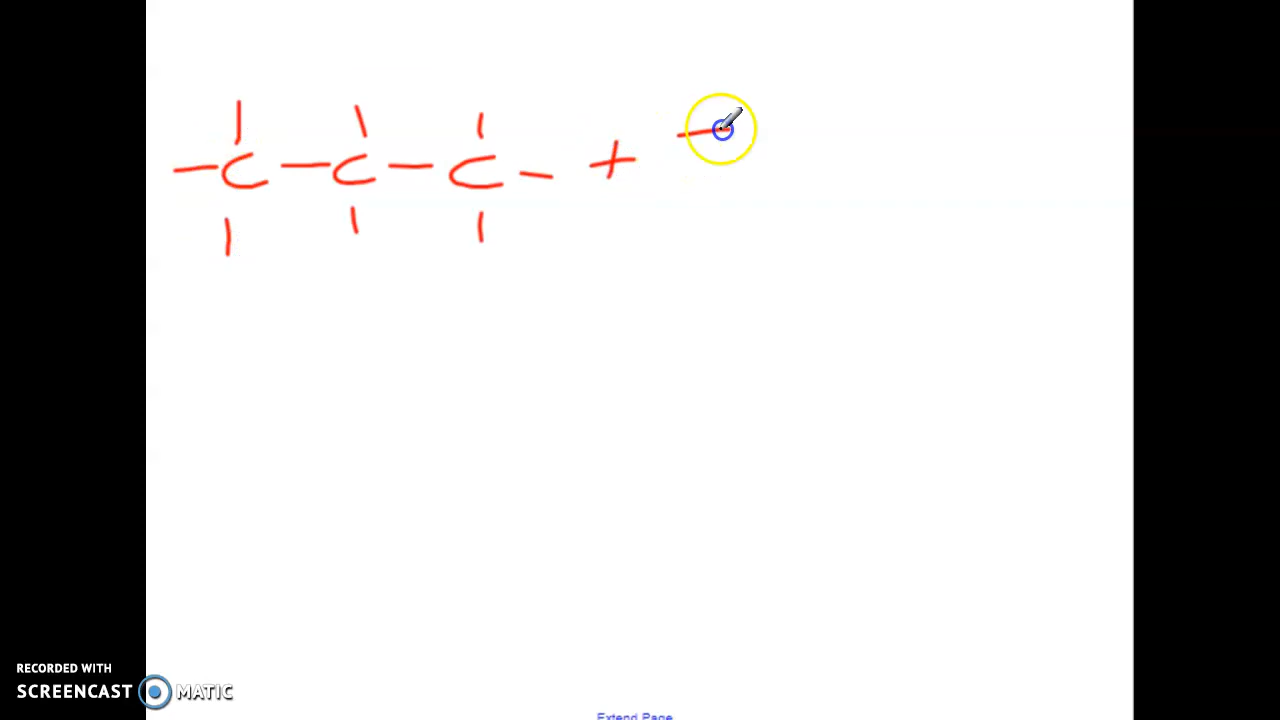 C - C - C - +
RECORDED WITH
SCREENCAST MATIC
Extend Page